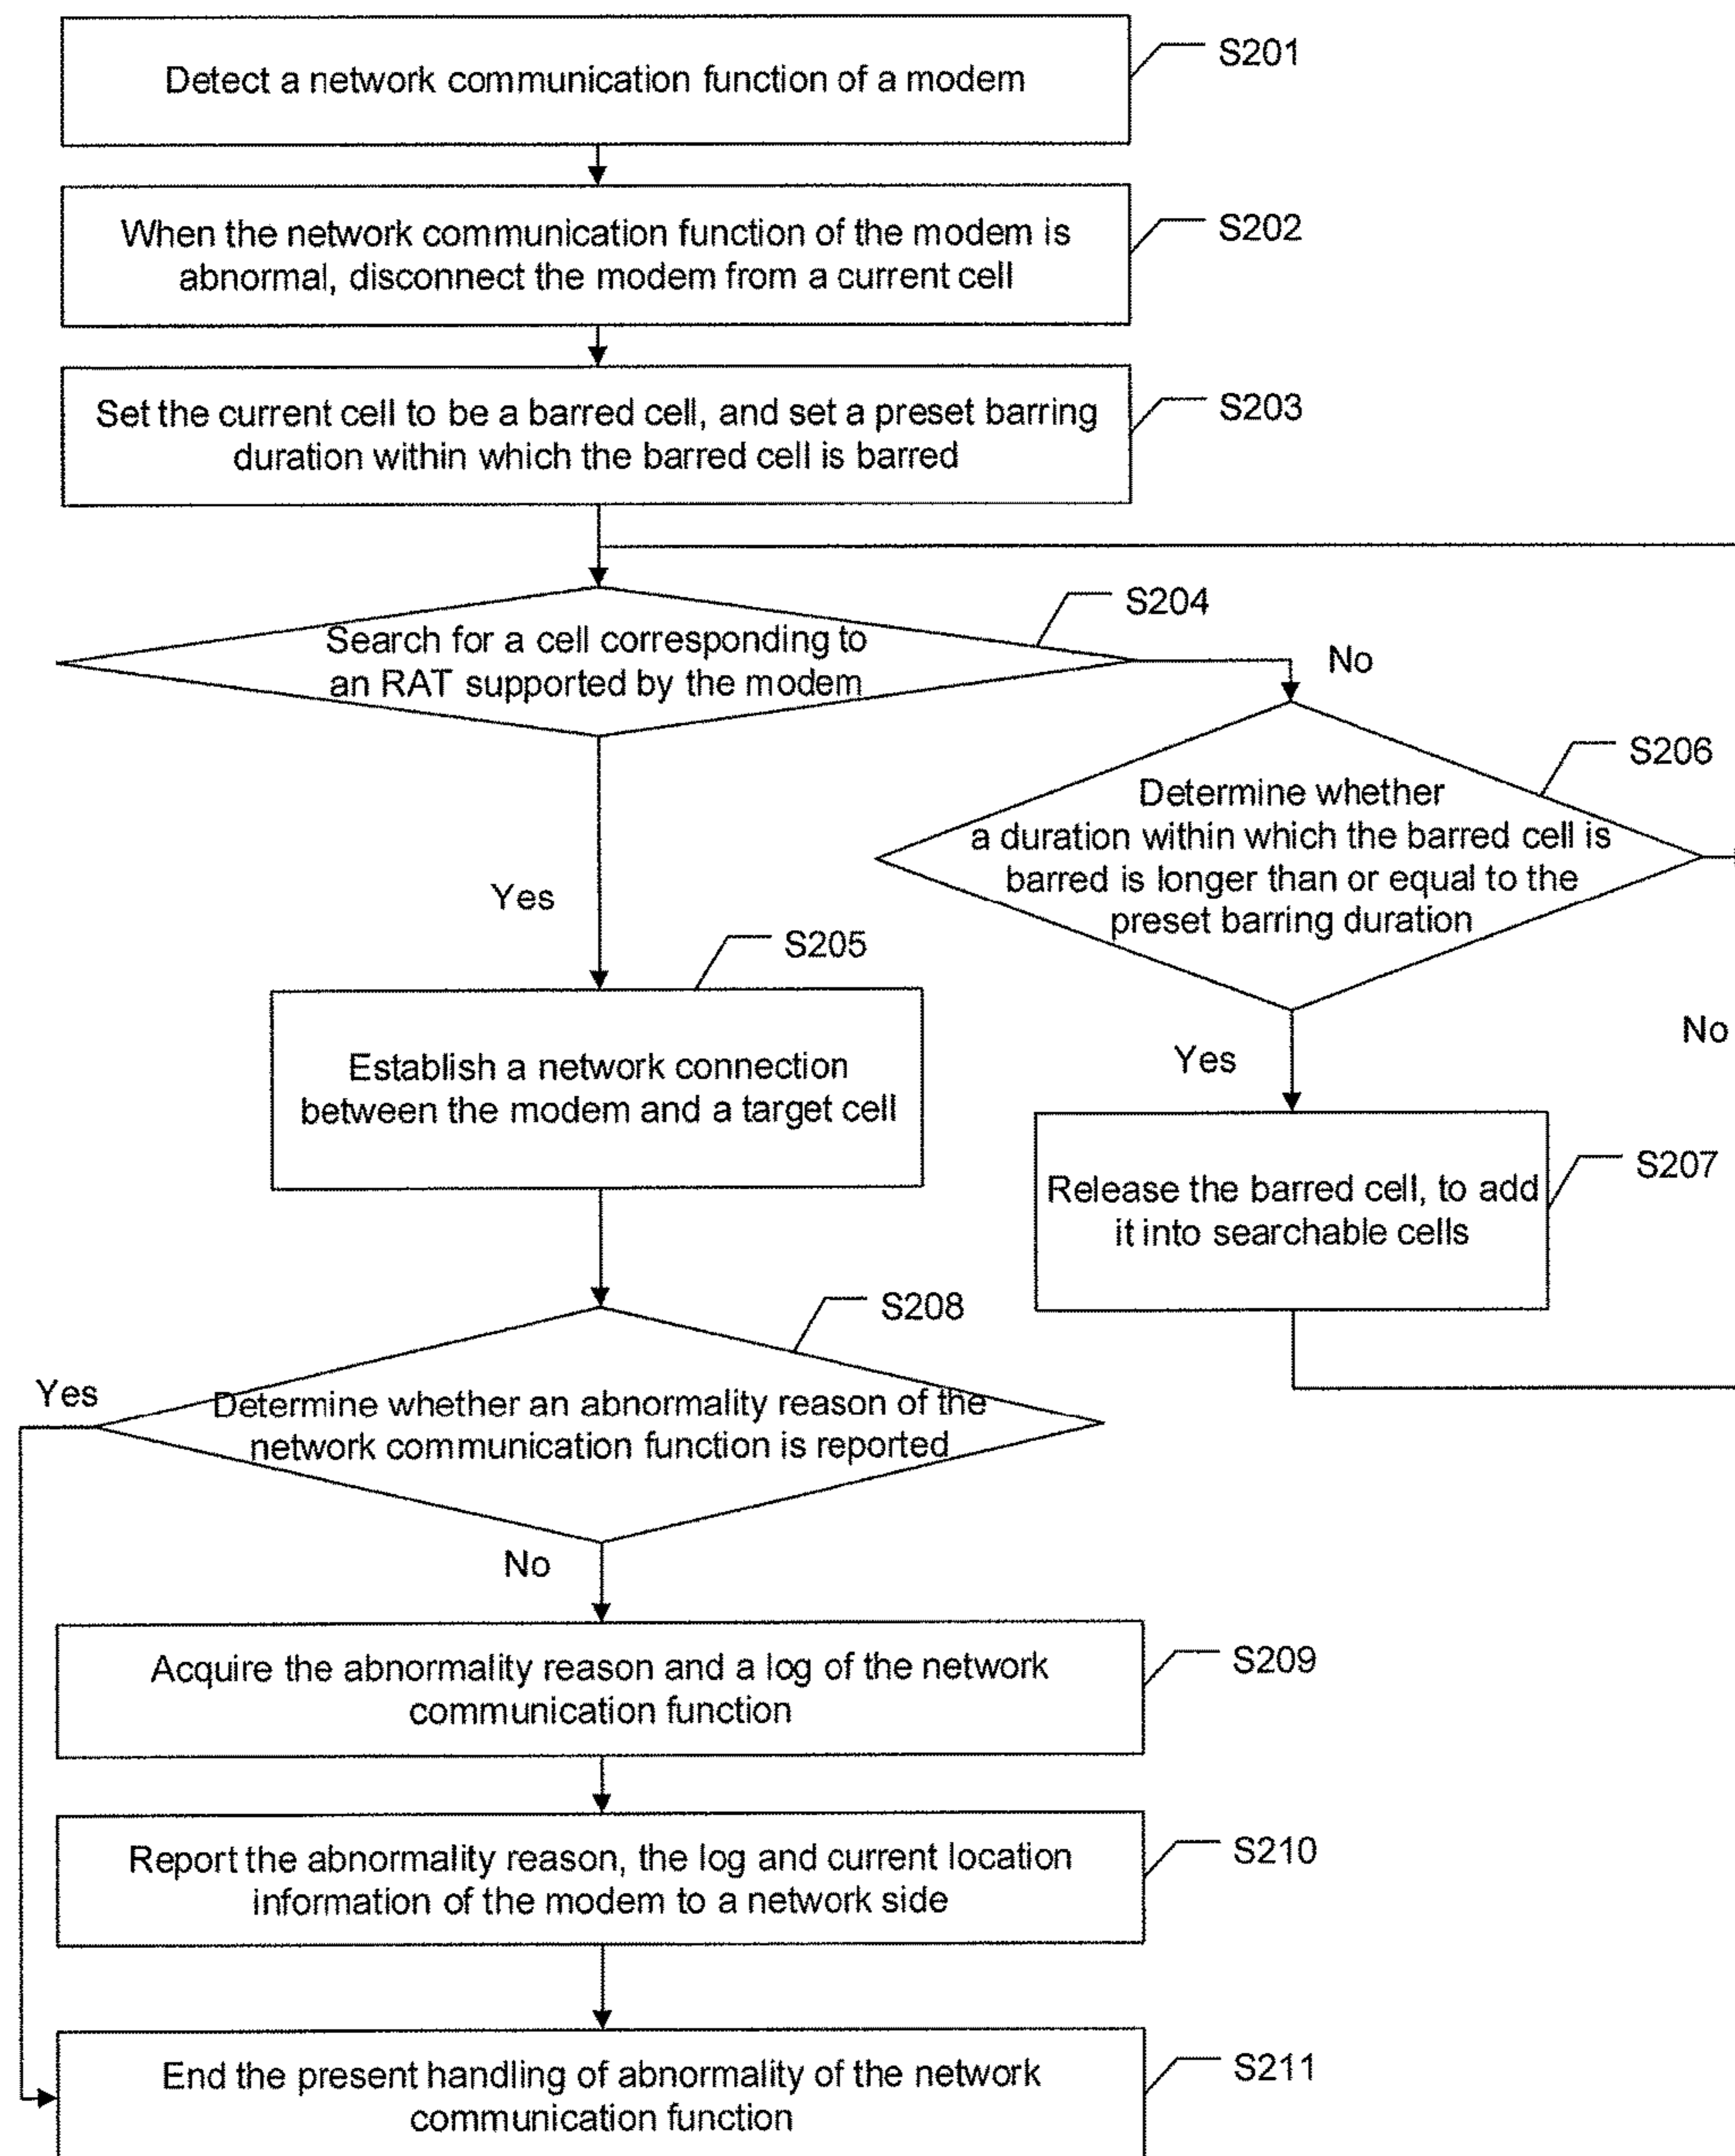 Detect a network communication function of a modem
S201
When the network communication function of the modem is
abnormal, disconnect the modem from a current cell
S202
Set the current cell to be a barred cell, and set a preset barring
duration within which the barred cell is barred
S203
Search for a cell corresponding to
an RAT supported by the modem
S204
No
Yes
Determine whether
a duration within which the barred cell is
barred is longer than or equal to the
preset barring duration
S206
No
Yes
Establish a network connection
between the modem and a target cell
S205
Release the barred cell, to add
it into searchable cells
S207
Determine whether an abnormality reason of the
network communication function is reported
S208
Yes
No
Acquire the abnormality reason and a log of the network
communication function
S209
Report the abnormality reason, the log and current location
information of the modem to a network side
S210
End the present handling of abnormality of the network
communication function
S211